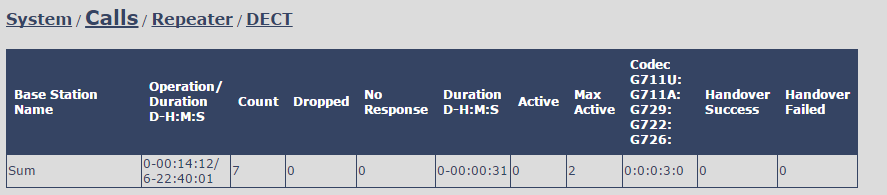 System / Calls / Repeater / DECT
Base Station Name
Operation/ Duration D-H:M:S
Count
Dropped
No Response
Duration D-H:M:S
Active
Max Active
Codec G711U: G711A: G729: G722: G726:
Handover Success
Handover Failed
Sum
0-00:14:12/ 6-22:40:01
7
0
0
0-00:00:31
0
2
0:0:0:3:0
0
0